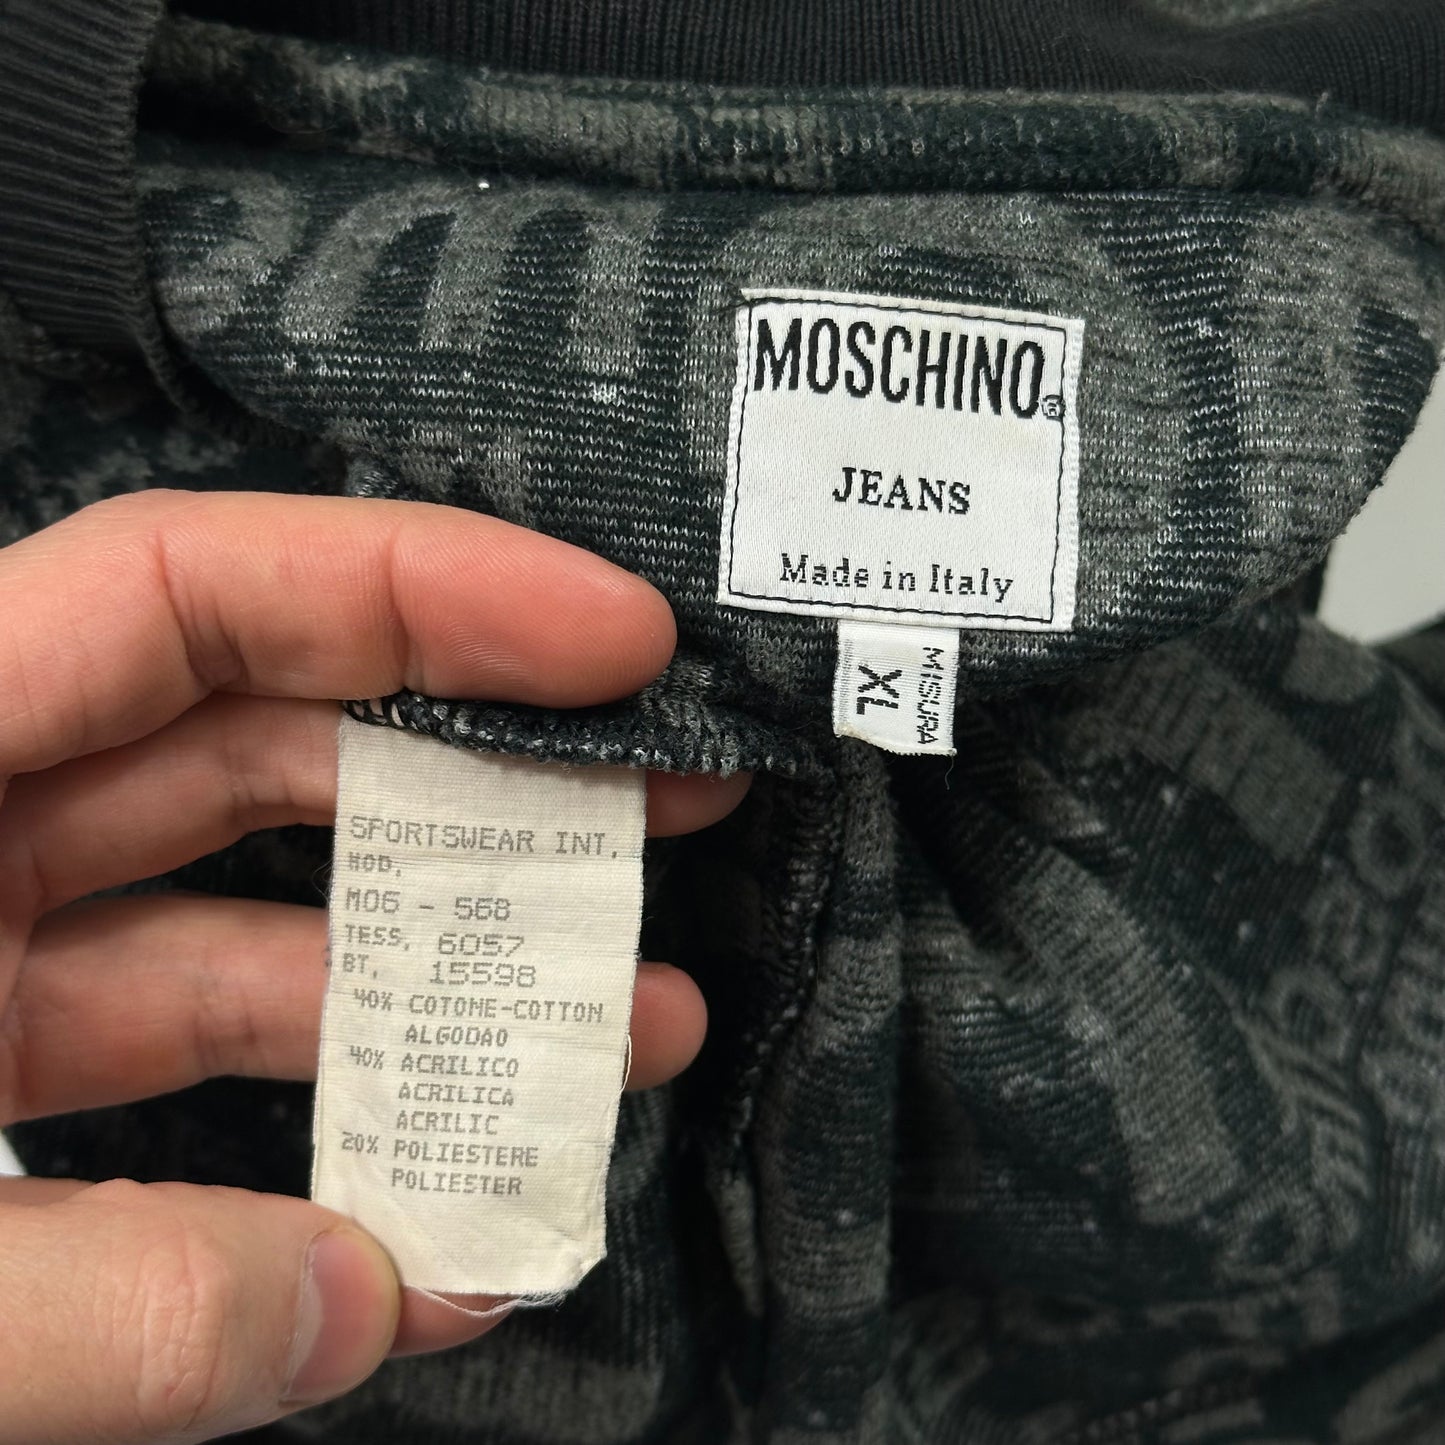 MOSCHINO®
JEANS
Made in Italy
MISURA
XL
SPORTSWEAR INT.
MOD.
M06 - 568
TESS. 6057
BT. 15598
40% COTONE-COTTON
ALGODAO
40% ACRILICO
ACRILICA
ACRILIC
20% POLIESTERE
POLIESTER